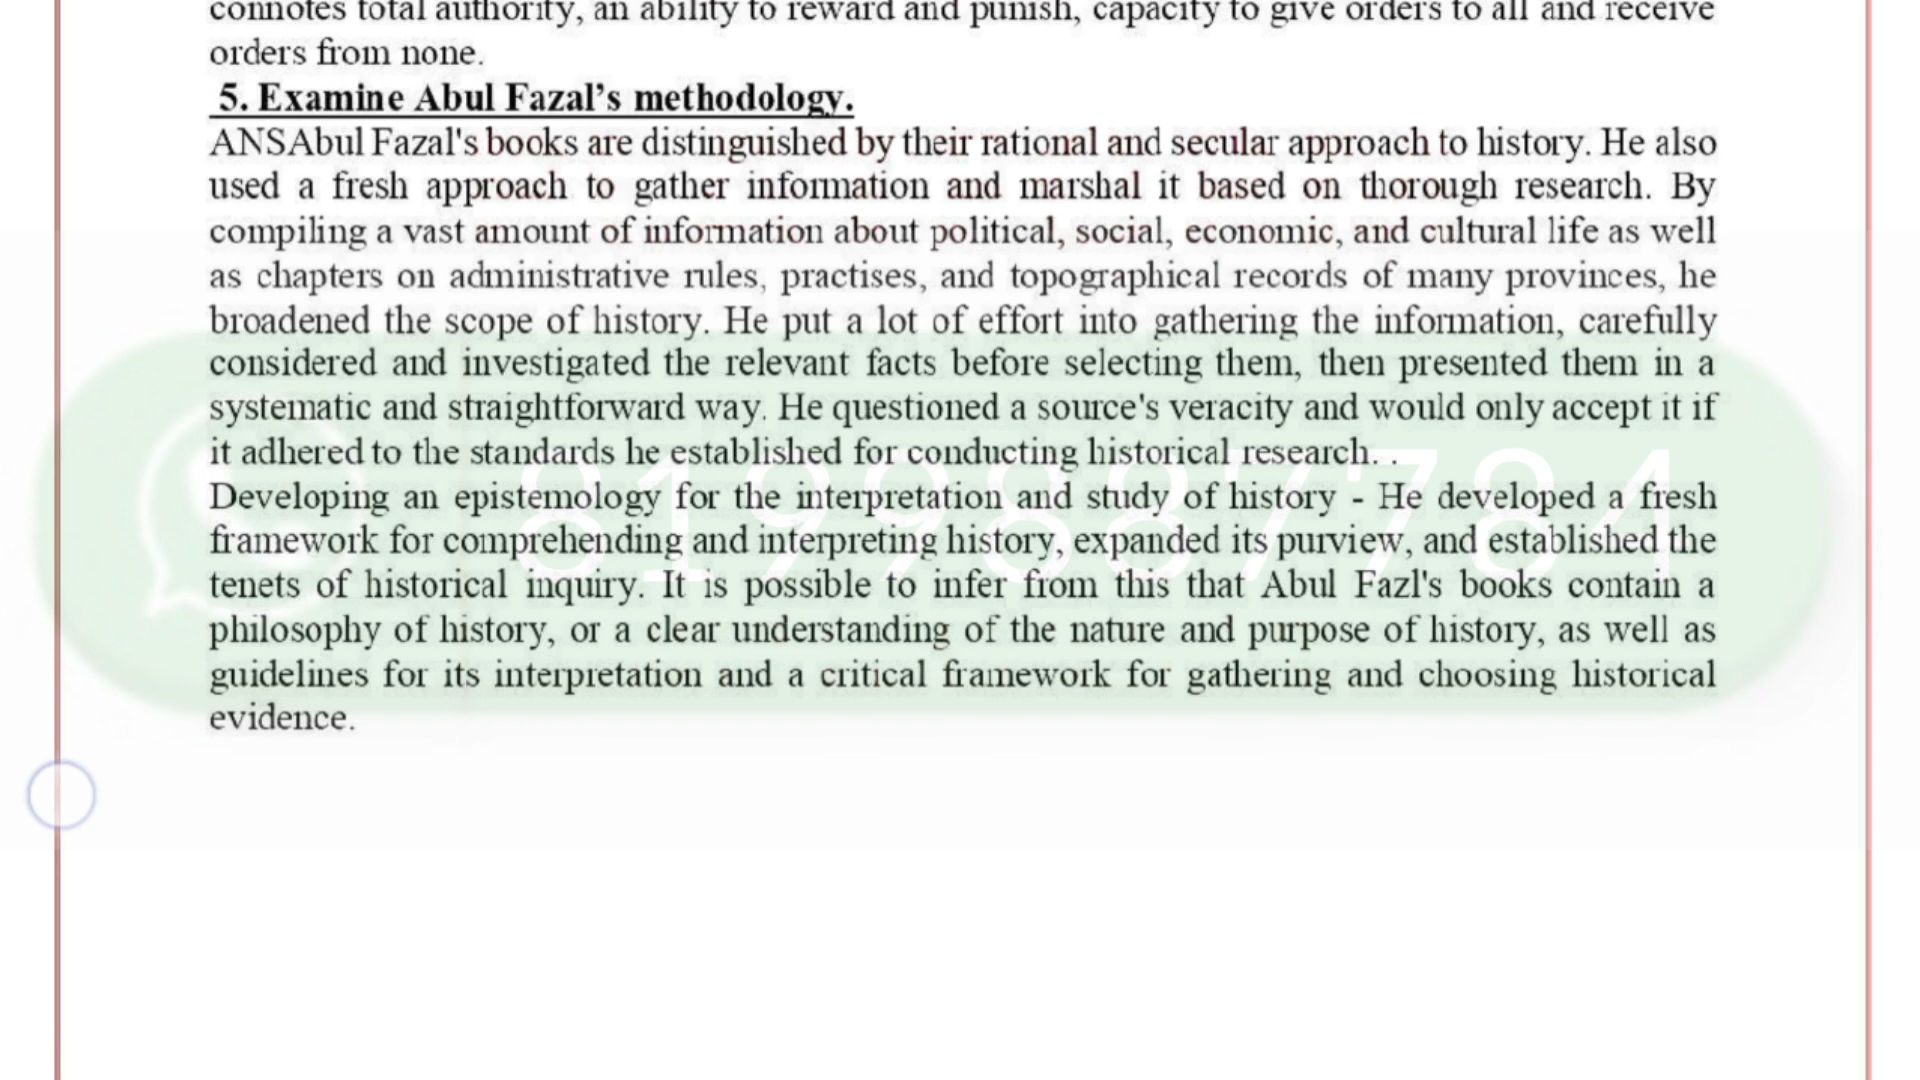 connotes total authority, an ability to reward and punish, capacity to give orders to all and receive
orders from none.
5. Examine Abul Fazal’s methodology.
ANSAbul Fazal's books are distinguished by their rational and secular approach to history. He also
used a fresh approach to gather information and marshal it based on thorough research. By
compiling a vast amount of information about political, social, economic, and cultural life as well
as chapters on administrative rules, practises, and topographical records of many provinces, he
broadened the scope of history. He put a lot of effort into gathering the information, carefully
considered and investigated the relevant facts before selecting them, then presented them in a
systematic and straightforward way. He questioned a source's veracity and would only accept it if
it adhered to the standards he established for conducting historical research. .
Developing an epistemology for the interpretation and study of history - He developed a fresh
framework for comprehending and interpreting history, expanded its purview, and established the
tenets of historical inquiry. It is possible to infer from this that Abul Fazl's books contain a
philosophy of history, or a clear understanding of the nature and purpose of history, as well as
guidelines for its interpretation and a critical framework for gathering and choosing historical
evidence.
8199887784